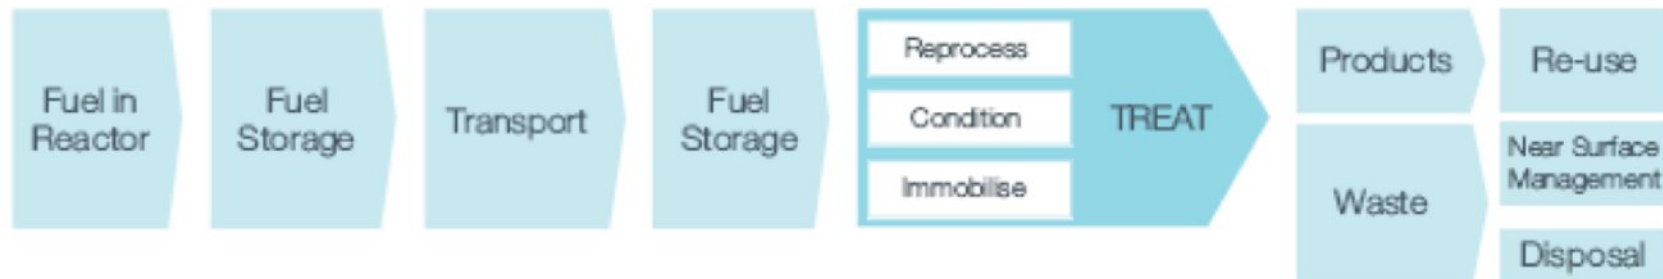 Fuel in
Reactor
Fuel
Storage
Transport
Fuel
Storage
Reprocess
Condition
Immobilise
TREAT
Products
Waste
Re-use
Near Surface
Management
Disposal